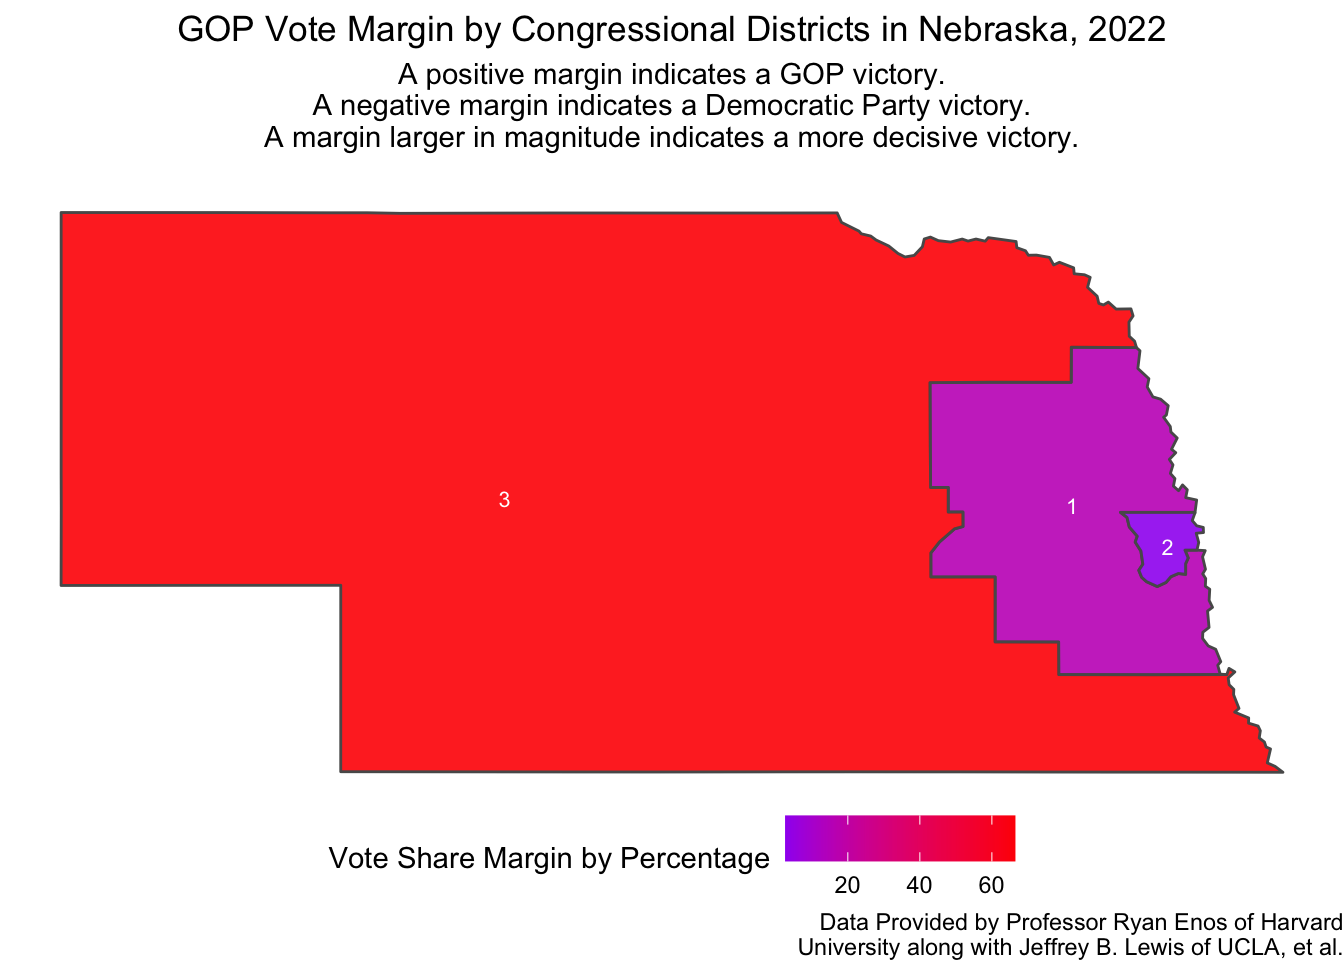 GOP Vote Margin by Congressional Districts in Nebraska, 2022
A positive margin indicates a GOP victory.
A negative margin indicates a Democratic Party victory.
A margin larger in magnitude indicates a more decisive victory.
3
1
2
Vote Share Margin by Percentage
20 40 60
Data Provided by Professor Ryan Enos of Harvard
University along with Jeffrey B. Lewis of UCLA, et al.